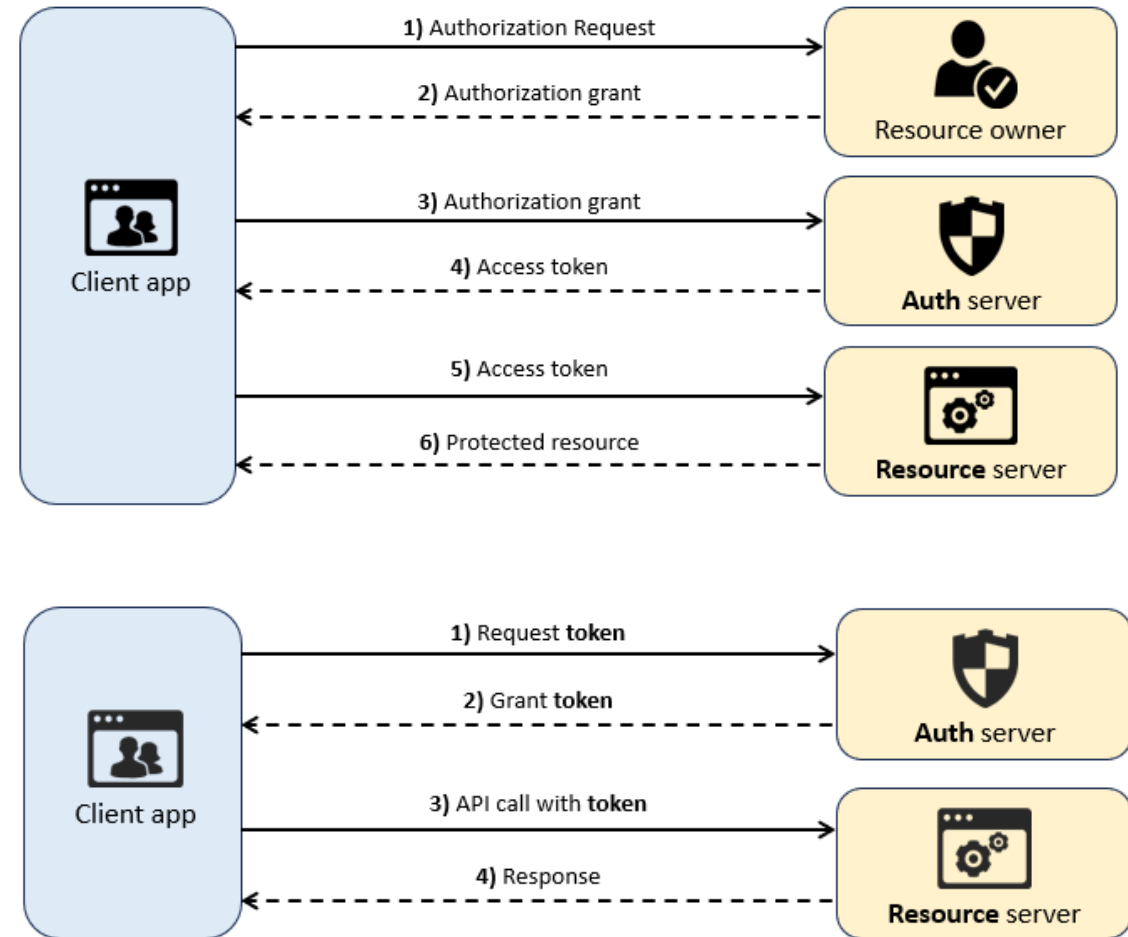 1) Authorization Request
2) Authorization grant
Resource owner
3) Authorization grant
4) Access token
Client app
Auth server
5) Access token
6) Protected resource
Resource server
1) Request token
2) Grant token
Auth server
3) API call with token
Client app
4) Response
Resource server